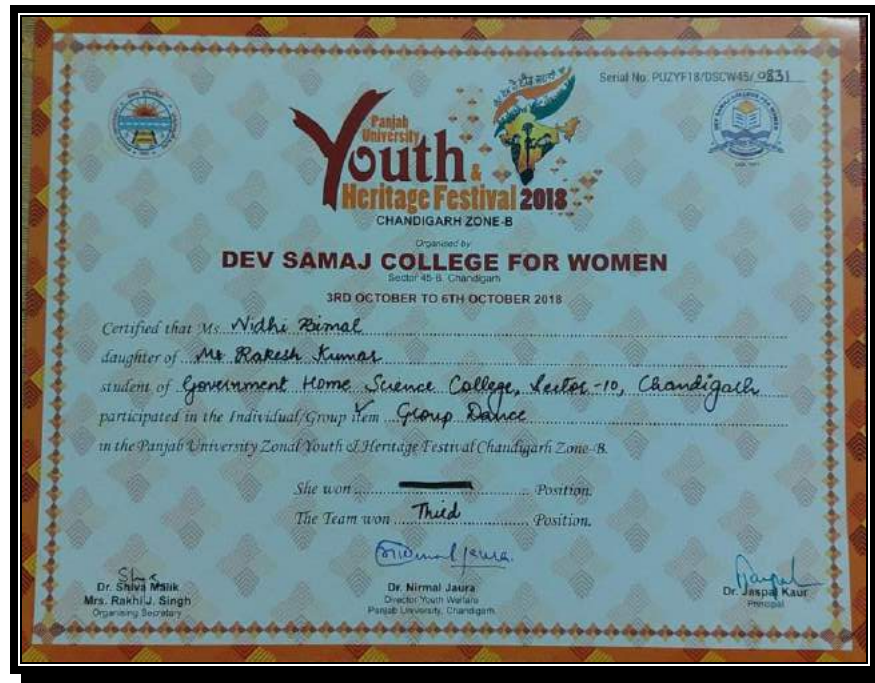 Serial No. PUZYF18/DSCW45/ 0831
Panjab
University
Youth &
Heritage Festival 2018
CHANDIGARH ZONE-B
Organised by
DEV SAMAJ COLLEGE FOR WOMEN
Sector 45-B, Chandigarh
3RD OCTOBER TO 6TH OCTOBER 2018
Certified that Ms. Nidhi Bimal
daughter of Mr Rakesh Kumar
student of Government Home Science College, Sector-10, Chandigarh
participated in the Individual/Group item Group Dance
in the Panjab University Zonal Youth & Heritage Festival Chandigarh Zone-B.
She won Position.
The Team won Third Position.
Nirmal Jaura.
Dr. Shiva Malik
Mrs. Rakhi J. Singh
Organising Secretary
Dr. Nirmal Jaura
Director Youth Welfare
Panjab University, Chandigarh.
Dr. Jaspal Kaur
Principal